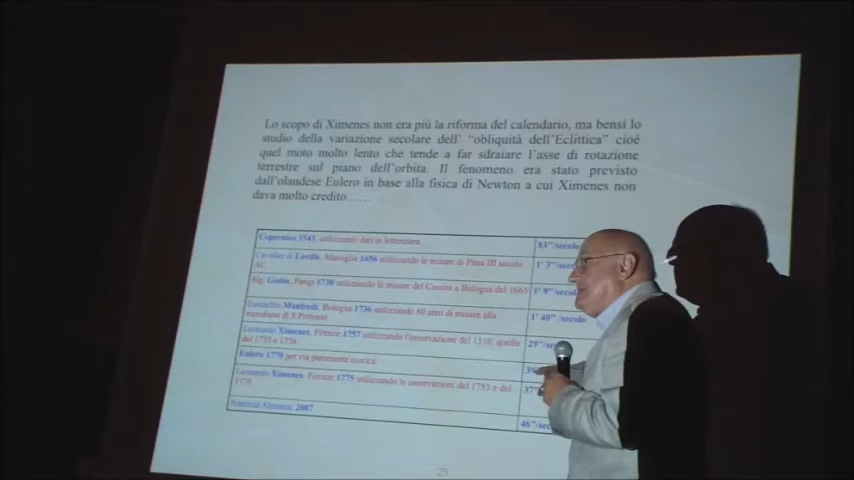 Lo scopo di Ximenes non era più la riforma del calendario, ma bensì lo
studio della variazione secolare dell' "obliquità dell'Eclittica" cioè
quel moto molto lento che tende a far sdraiare l'asse di rotazione
terrestre sul piano dell'orbita. Il fenomeno era stato previsto
dall'olandese Eulero in base alla fisica di Newton a cui Ximenes non
dava molto credito……
Copernico 1543, utilizzando dati in letteratura 83"/secolo
Cavalier di Loville, Marsiglia 1656 utilizzando le misure di Pitea III secolo 1' 3"/secolo
AC
Sig. Godin, Parigi 1730 utilizzando le misure del Cassini a Bologna del 1665 1' 9"/secolo
Eustachio Manfredi, Bologna 1736 utilizzando 80 anni di misure alla 1' 40" /secolo
meridiana di S.Petronio
Leonardo Ximenes, Firenze 1757 utilizzando l'osservazione del 1510, quelle 29"/
del 1755 e 1756
Eulero 1770 per via puramente teorica
Leonardo Ximenes, Firenze 1775 utilizzando le osservazioni del 1755 e del 37"
1775
Nautical Almanac 2007 46"/sec
25